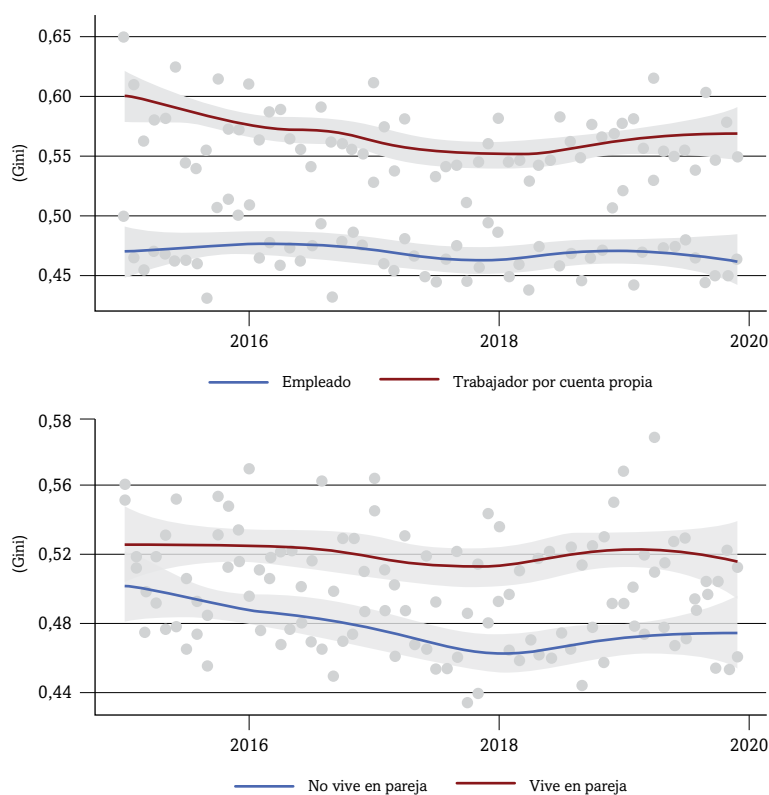 0,65
0,60
0,55
0,50
0,45
(Gini)
2016 2018 2020
Empleado Trabajador por cuenta propia
0,58
0,56
0,52
0,48
0,44
(Gini)
2016 2018 2020
No vive en pareja Vive en pareja